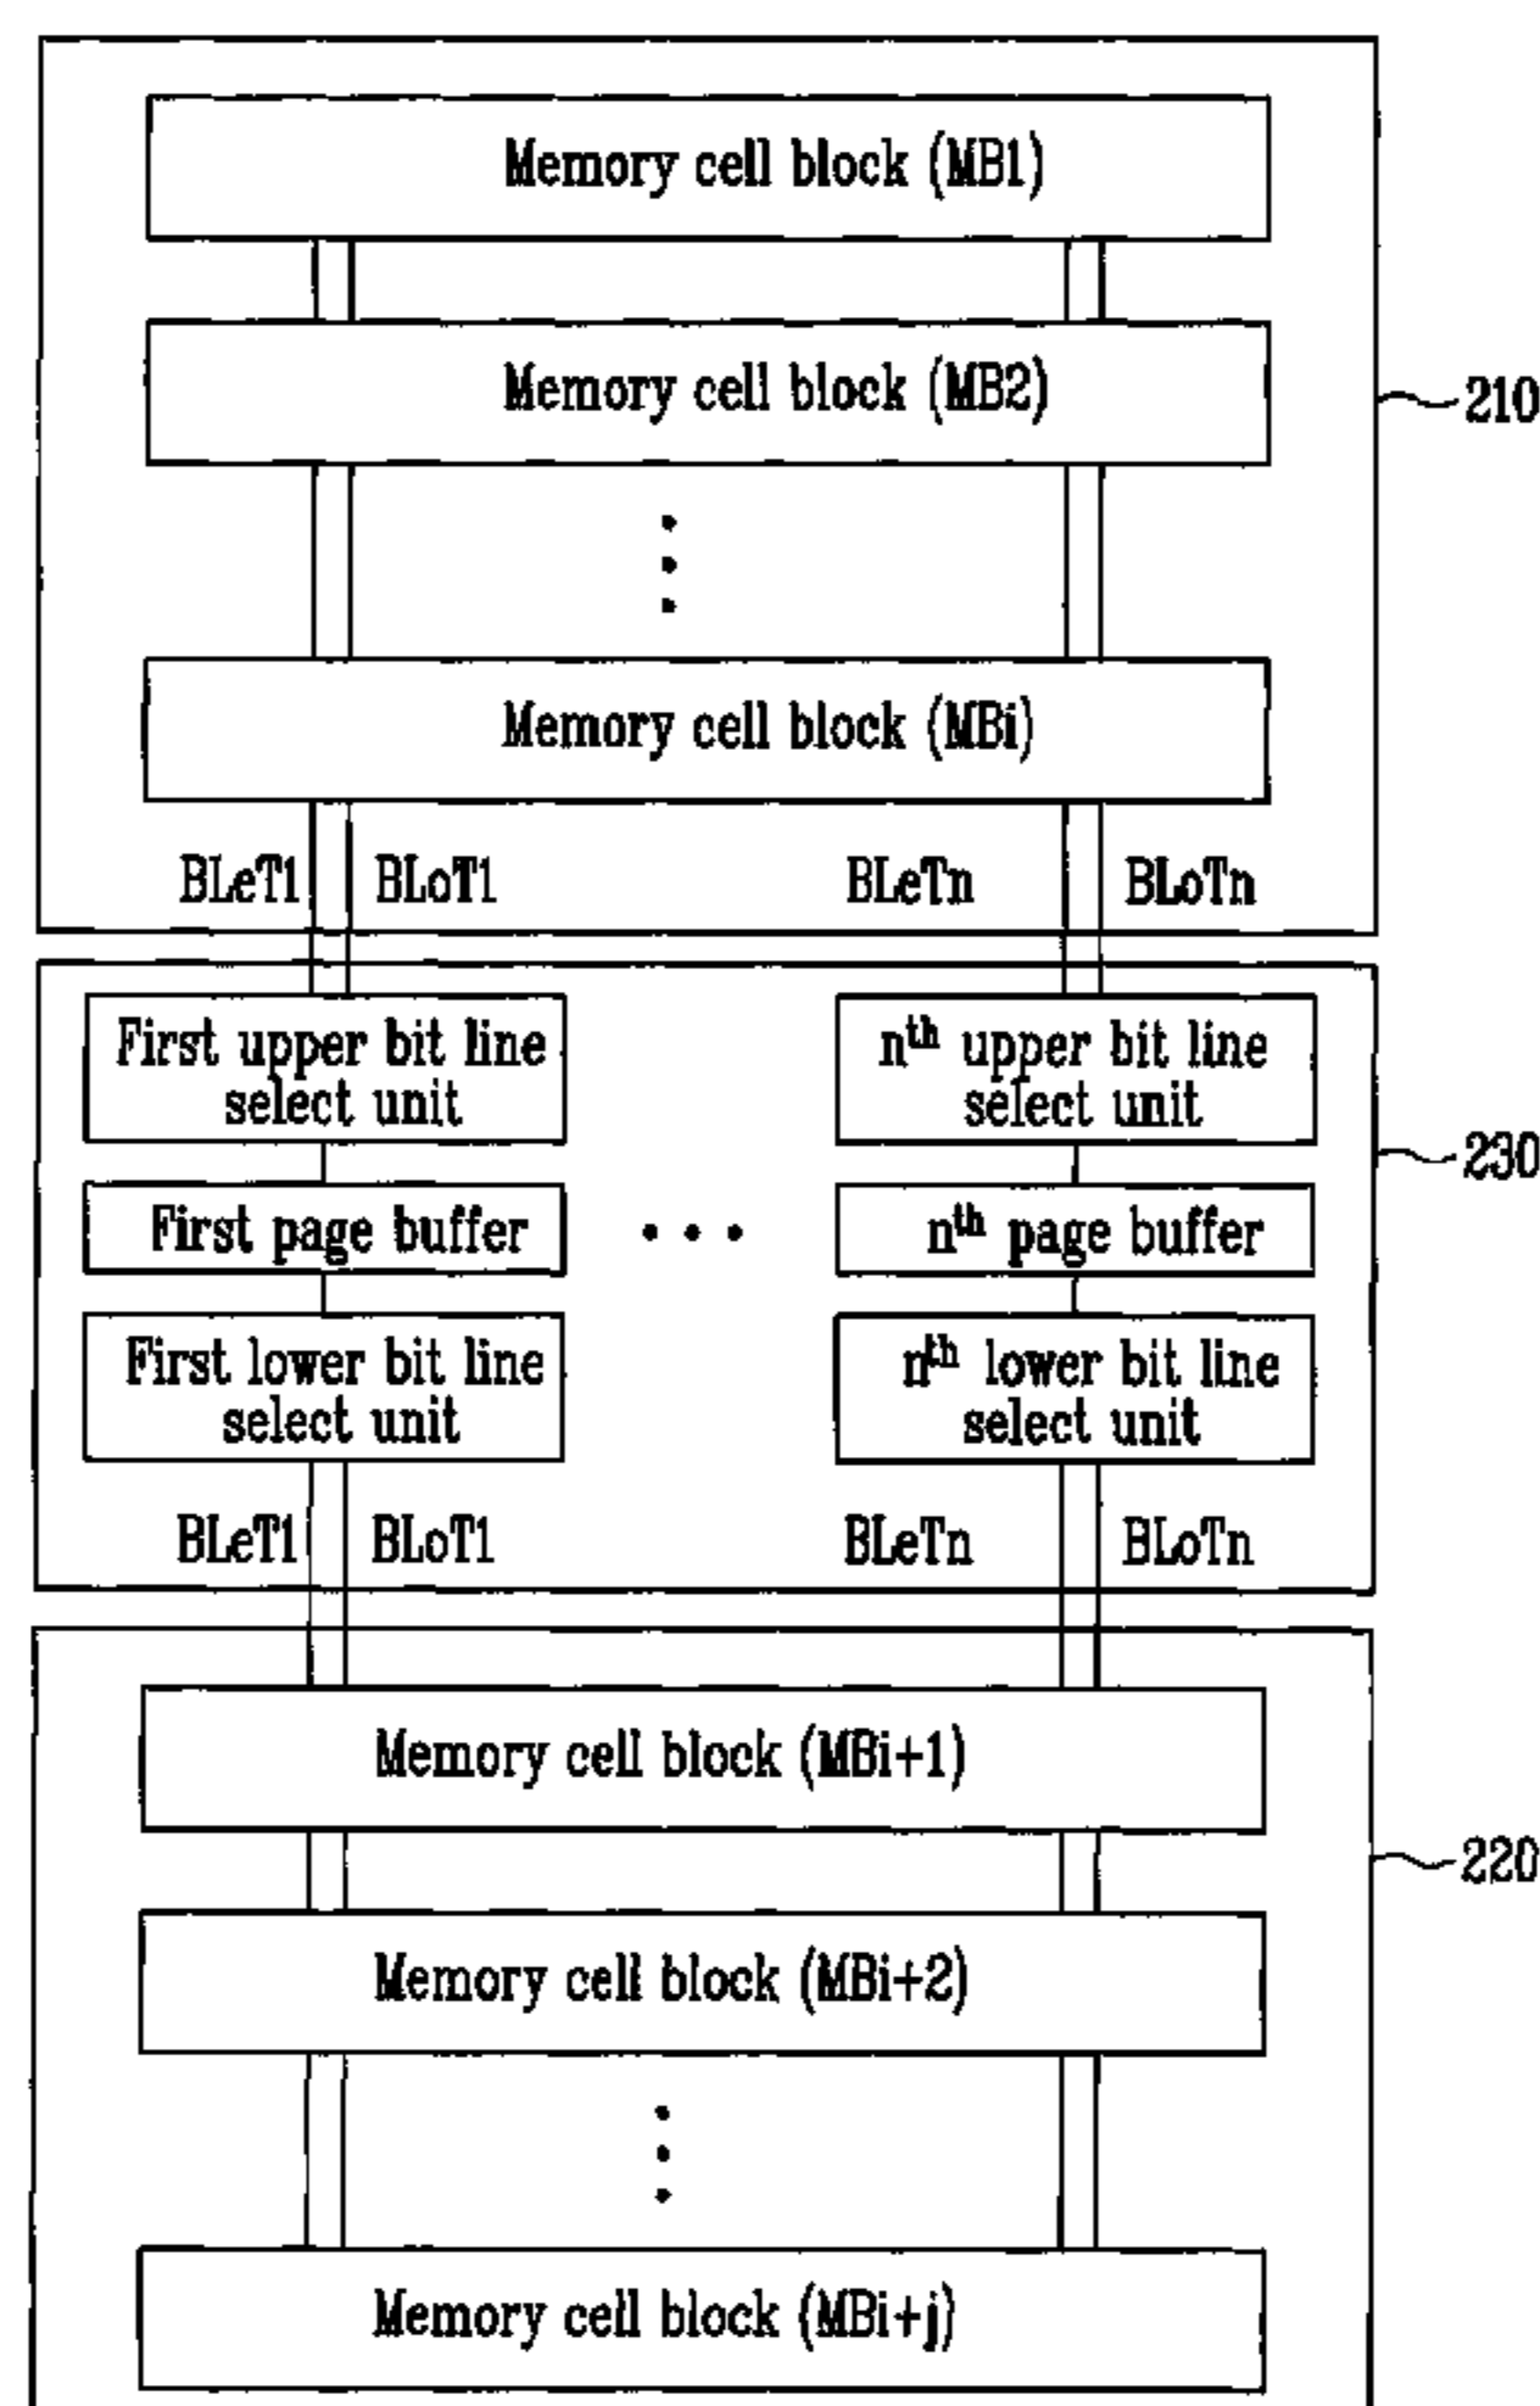 Memory cell block (MB1)
Memory cell block (MB2)
210
Memory cell block (MBi)
BLeT1 BLoT1 BLeTn BLoTn
First upper bit line
select unit
nth upper bit line
select unit
230
First page buffer
nth page buffer
First lower bit line
select unit
nth lower bit line
select unit
BLeT1 BLoT1 BLeTn BLoTn
Memory cell block (MBi+1)
220
Memory cell block (MBi+2)
Memory cell block (MBi+j)